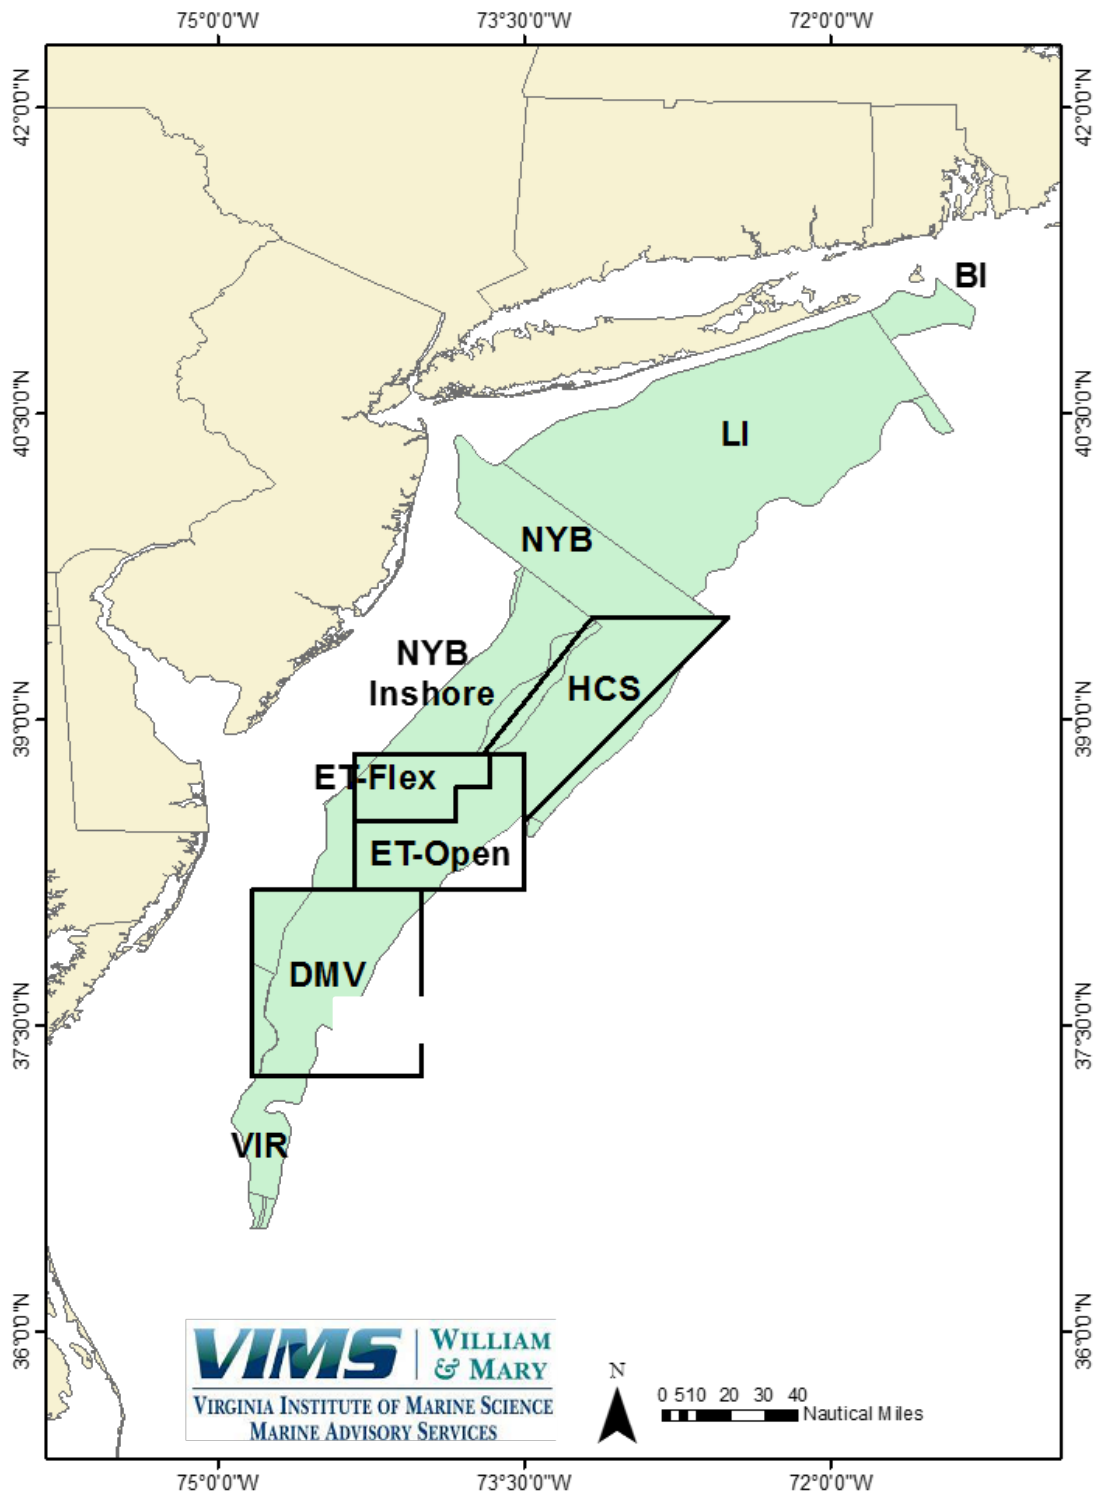 75°0'0"W 73°30'0"W 72°0'0"W
42°0'0"N 42°0'0"N
BI
40°30'0"N 40°30'0"N
LI
NYB
NYB
Inshore
HCS
39°0'0"N 39°0'0"N
ET-Flex
ET-Open
DMV
37°30'0"N 37°30'0"N
VIR
36°0'0"N 36°0'0"N
VIMS WILLIAM
& MARY
VIRGINIA INSTITUTE OF MARINE SCIENCE
MARINE ADVISORY SERVICES
N
0 5 10 20 30 40
Nautical Miles
75°0'0"W 73°30'0"W 72°0'0"W